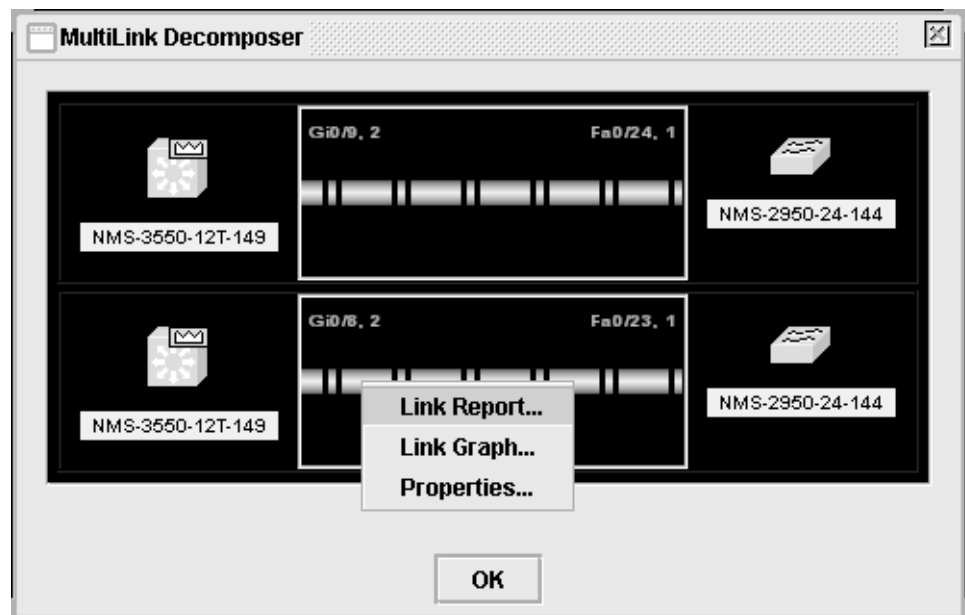 MultiLink Decomposer
Gi0/9, 2
Fa0/24, 1
NMS-3550-12T-149
NMS-2950-24-144
Gi0/8, 2
Fa0/23, 1
NMS-3550-12T-149
NMS-2950-24-144
Link Report...
Link Graph...
Properties...
OK